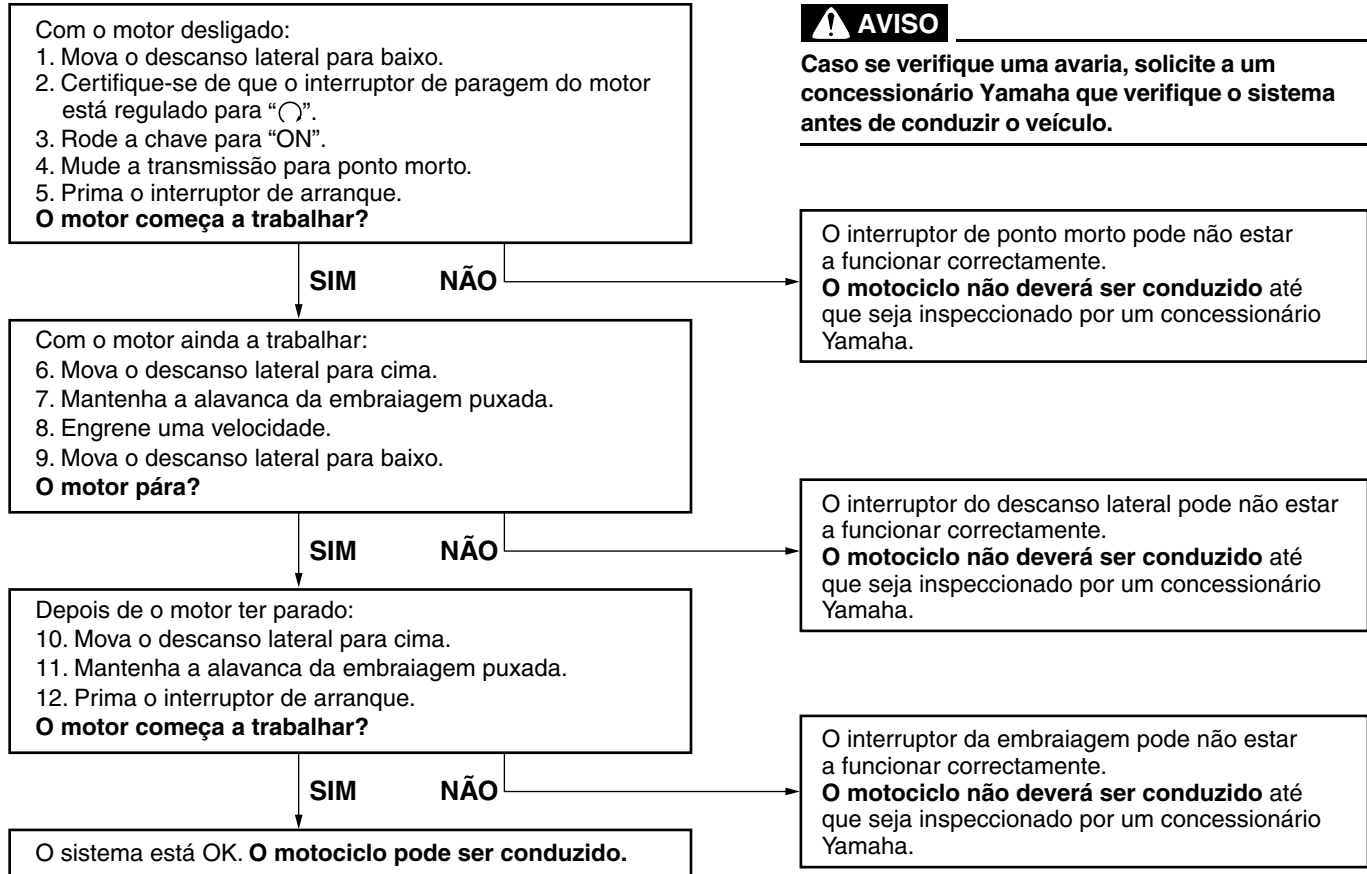 Com o motor desligado:
1. Mova o descanso lateral para baixo.
2. Certifique-se de que o interruptor de paragem do motor
está regulado para “”.
3. Rode a chave para “ON”.
4. Mude a transmissão para ponto morto.
5. Prima o interruptor de arranque.
O motor começa a trabalhar?
AVISO
Caso se verifique uma avaria, solicite a um
concessionário Yamaha que verifique o sistema
antes de conduzir o veículo.
SIM NÃO
O interruptor de ponto morto pode não estar
a funcionar correctamente.
O motociclo não deverá ser conduzido até
que seja inspeccionado por um concessionário
Yamaha.
Com o motor ainda a trabalhar:
6. Mova o descanso lateral para cima.
7. Mantenha a alavanca da embraiagem puxada.
8. Engrene uma velocidade.
9. Mova o descanso lateral para baixo.
O motor pára?
SIM NÃO
O interruptor do descanso lateral pode não estar
a funcionar correctamente.
O motociclo não deverá ser conduzido até
que seja inspeccionado por um concessionário
Yamaha.
Depois de o motor ter parado:
10. Mova o descanso lateral para cima.
11. Mantenha a alavanca da embraiagem puxada.
12. Prima o interruptor de arranque.
O motor começa a trabalhar?
SIM NÃO
O interruptor da embraiagem pode não estar
a funcionar correctamente.
O motociclo não deverá ser conduzido até
que seja inspeccionado por um concessionário
Yamaha.
O sistema está OK. O motociclo pode ser conduzido.